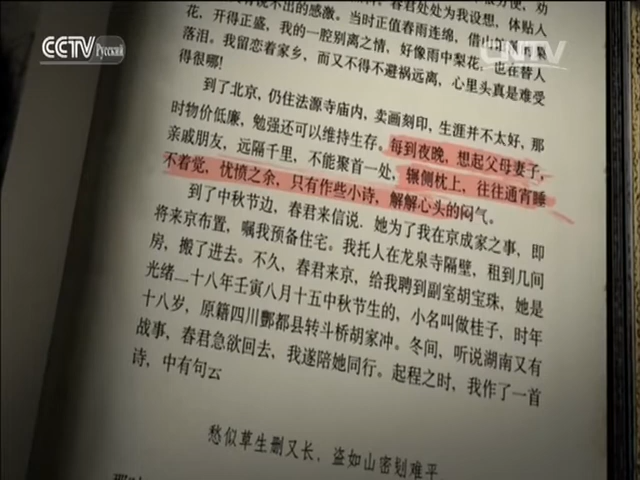 CCTV Русский
CNTV
花，开得正盛，我的一腔别离之情，好像雨中梨花，也在替人
落泪。我留恋着家乡，而又不得不避祸远离，心里头真是难受
得很哪！
到了北京，仍住法源寺庙内，卖画刻印，生涯并不太好，那
时物价低廉，勉强还可以维持生存。每到夜晚，想起父母妻子，
亲戚朋友，远隔千里，不能聚首一处，辗侧枕上，往往通宵睡
不着觉，忧愤之余，只有作些小诗，解解心头的闷气。
到了中秋节边，春君来信说．她为了我在京成家之事，即
将来京布置，嘱我预备住宅。我托人在龙泉寺隔壁，租到几间
房，搬了进去。不久，春君来京，给我聘到副室胡宝珠，她是
光绪二十八年壬寅八月十五中秋节生的，小名叫做桂子，时年
十八岁，原籍四川酆都县转斗桥胡家冲。冬间，听说湖南又有
战事，春君急欲回去，我遂陪她同行。起程之时，我作了一首
诗，中有句云
愁似草生删又长，盗如山密刬难平